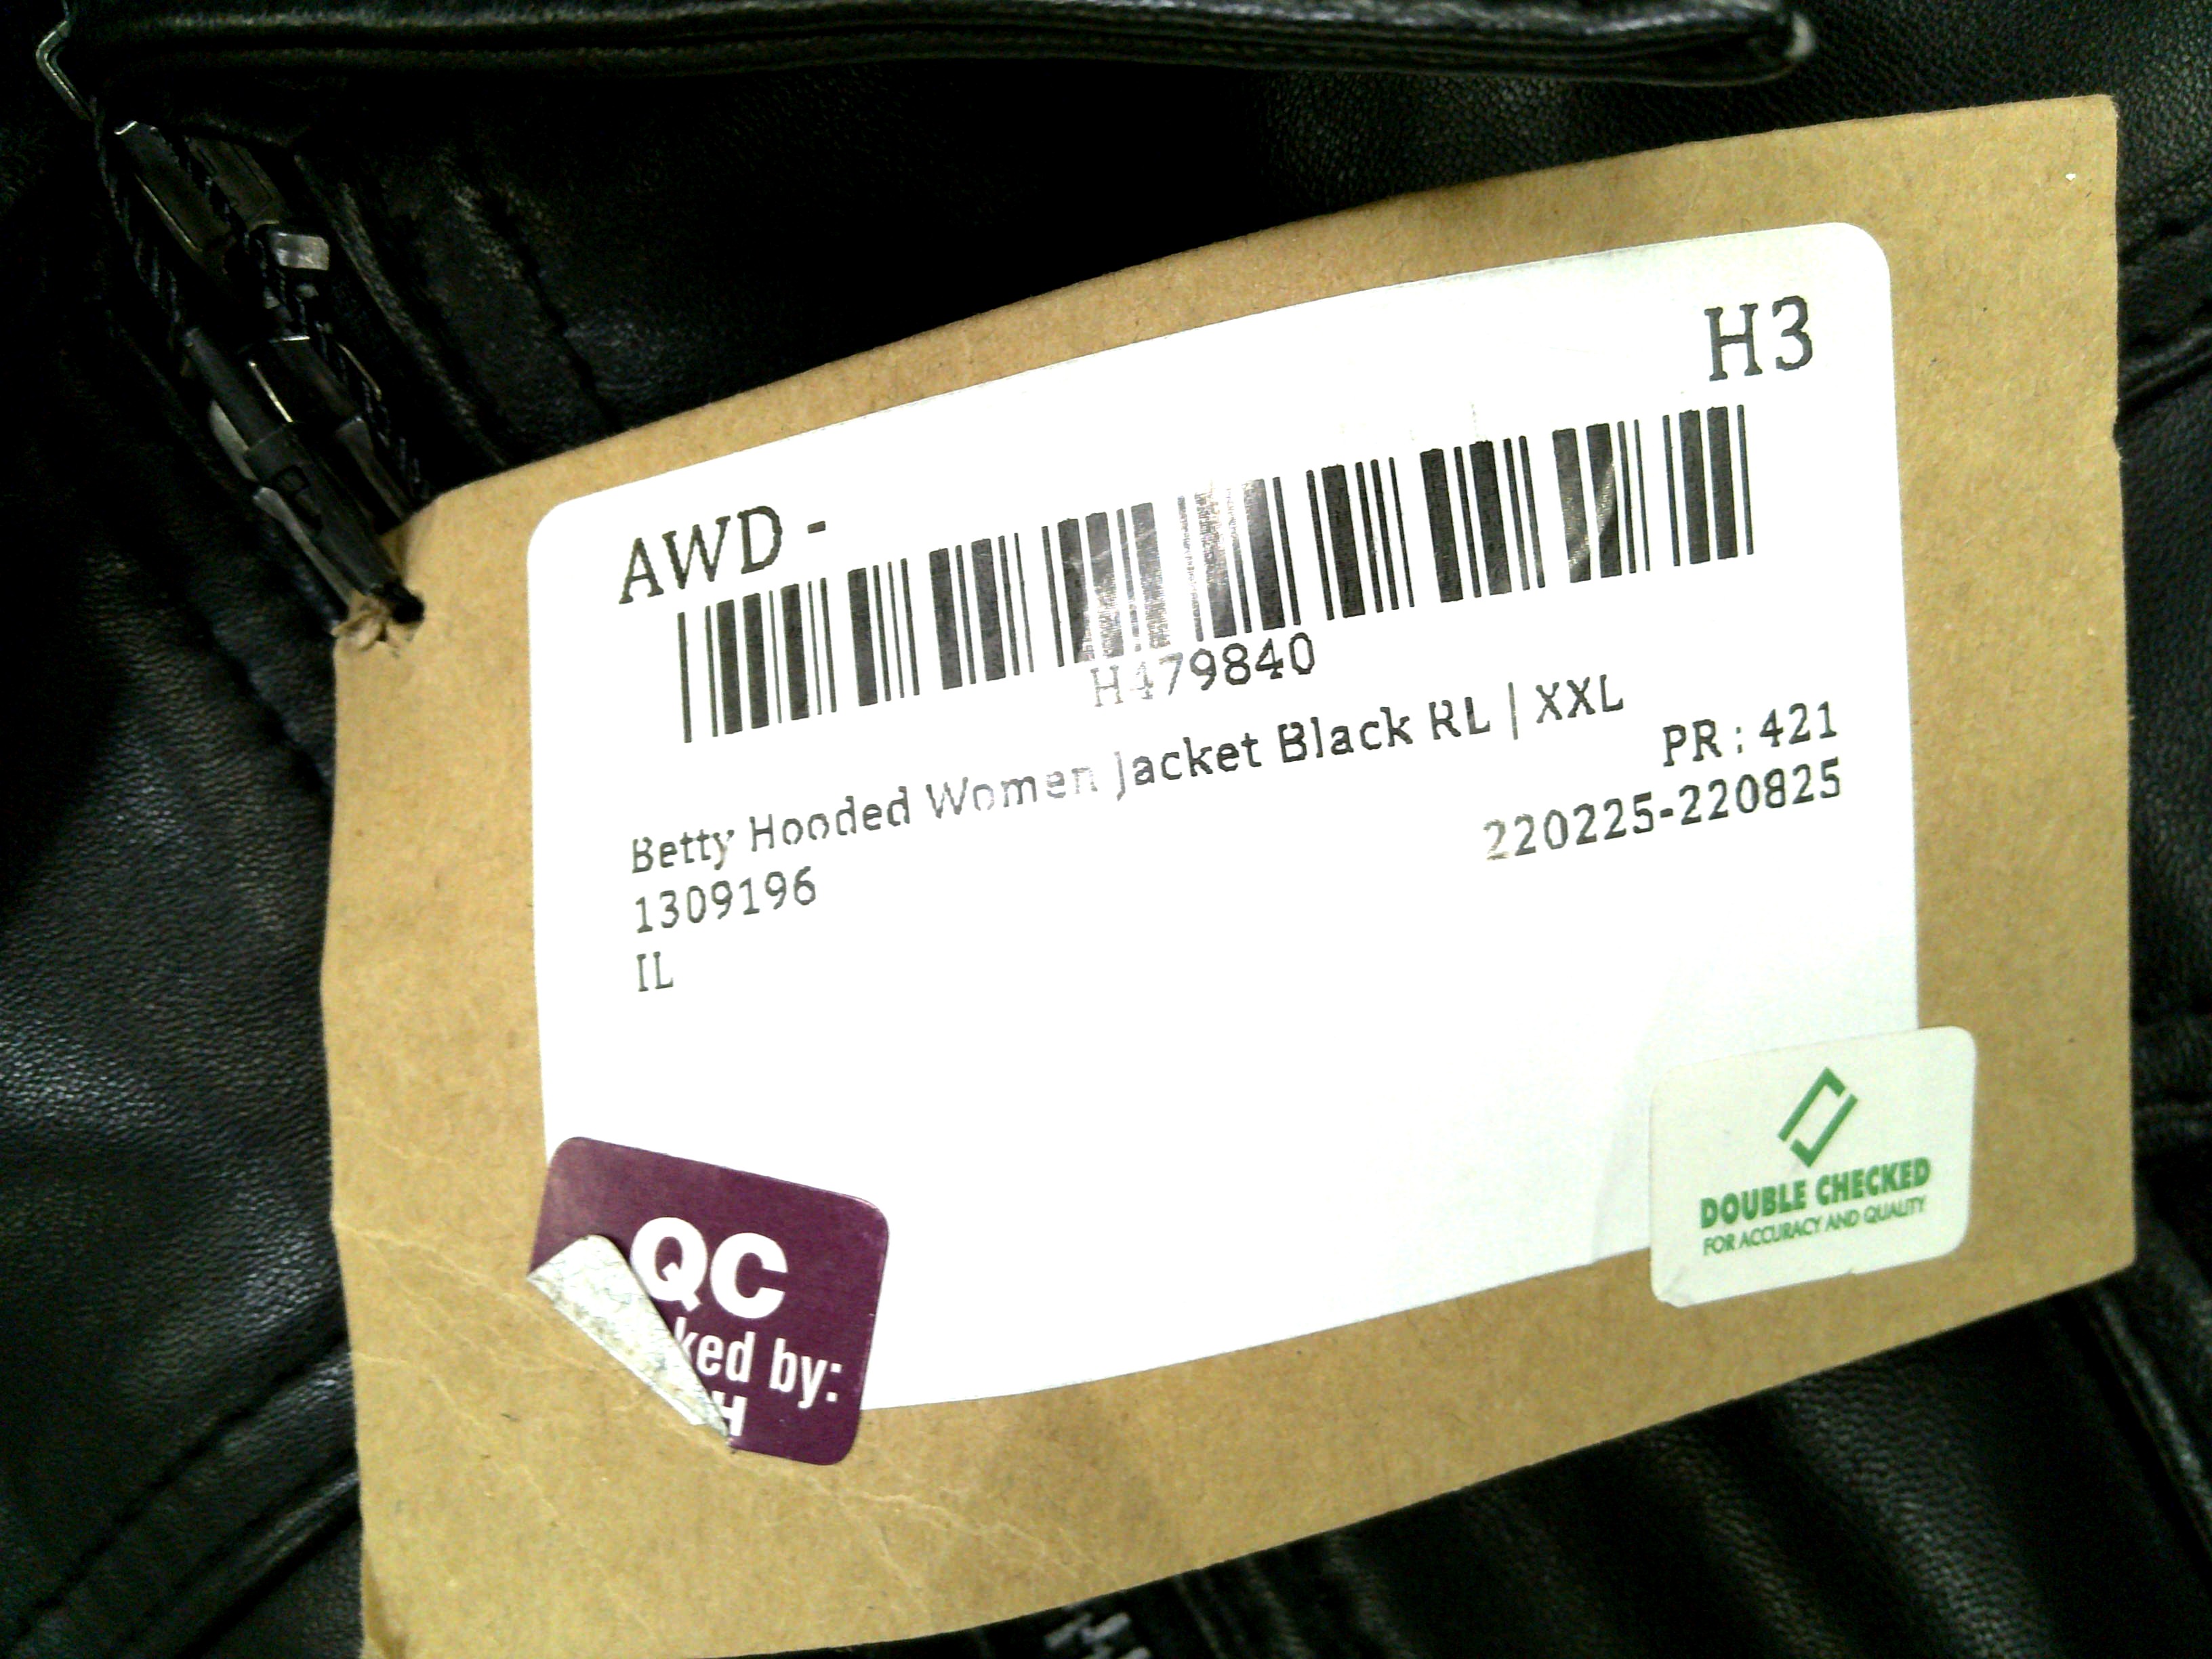 H3
AWD -
H479840
Betty Hooded Women Jacket Black RL | XXL
PR : 421
1309196
220225-220825
IL
DOUBLE CHECKED
FOR ACCURACY AND QUALITY
QC
ked by:
H